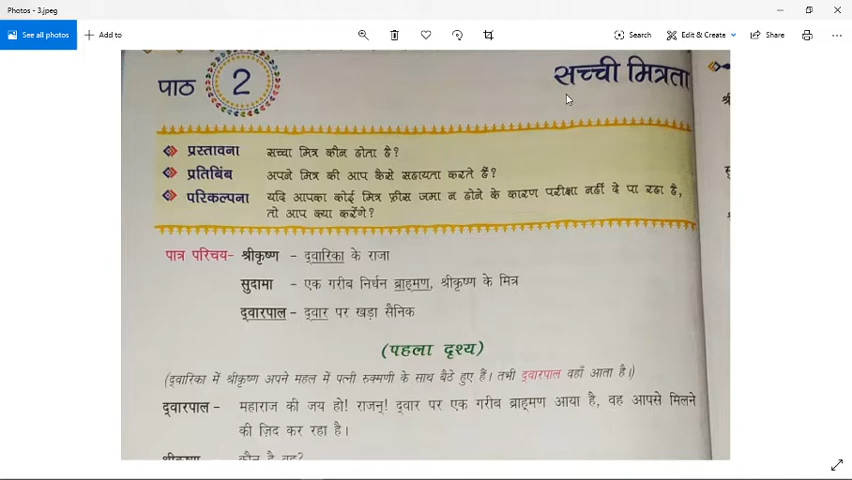 Photos - 3.jpeg
See all photos
Add to
Search
Edit & Create
Share
पाठ 2
सच्ची मित्रता
प्रस्तावना सच्चा मित्र कौन होता है?
प्रतिबिंब अपने मित्र की आप कैसे सहायता करते हैं?
परिकल्पना यदि आपका कोई मित्र फ़ीस जमा न होने के कारण परीक्षा नहीं दे पा रहा है,
तो आप क्या करेंगे?
पात्र परिचय- श्रीकृष्ण - द्वारिका के राजा
सुदामा - एक गरीब निर्धन ब्राह्मण, श्रीकृष्ण के मित्र
द्वारपाल - द्वार पर खड़ा सैनिक
(पहला दृश्य)
(द्वारिका में श्रीकृष्ण अपने महल में पत्नी रुक्मणी के साथ बैठे हुए हैं। तभी द्वारपाल वहाँ आता है।)
द्वारपाल - महाराज की जय हो! राजन्! द्वार पर एक गरीब ब्राह्मण आया है, वह आपसे मिलने
की ज़िद कर रहा है।
श्रीकृष्ण कौन है वह?